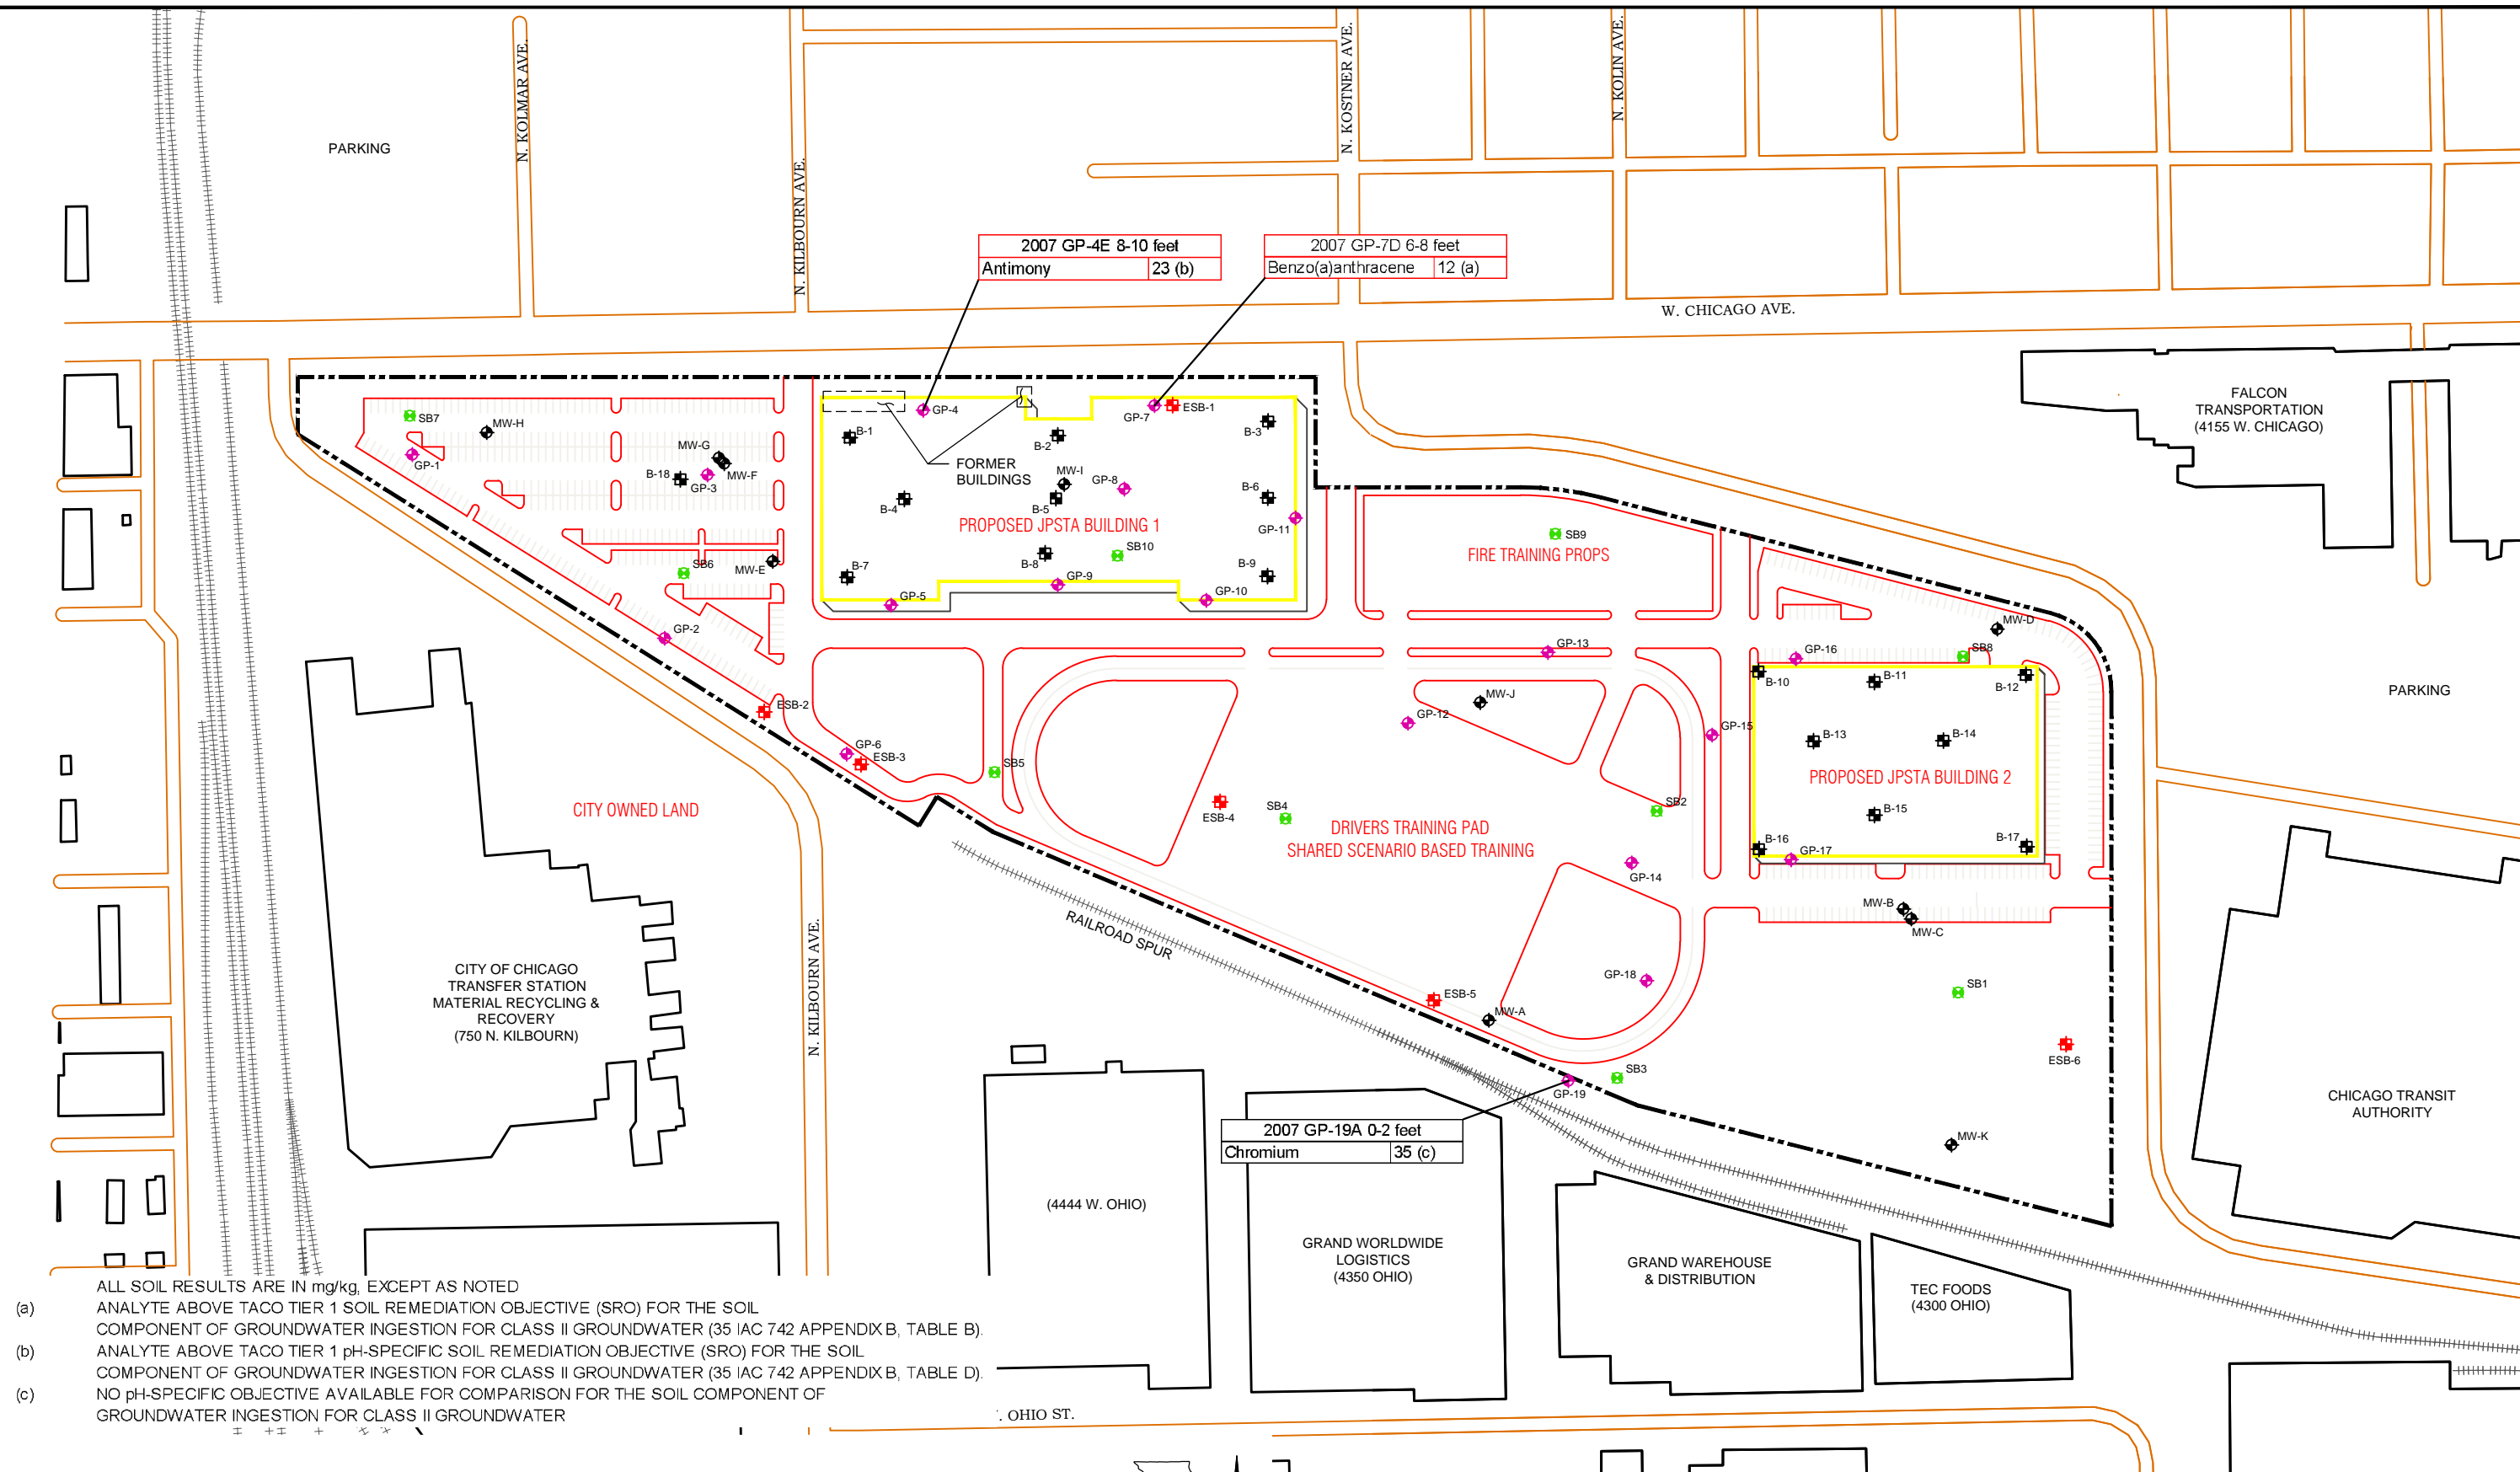 N. KOLMAR AVE.
N. KILBOURN AVE.
N. KOSTNER AVE.
N. KOLIN AVE.
PARKING
2007 GP-4E 8-10 feet
Antimony 23 (b)
2007 GP-7D 6-8 feet
Benzo(a)anthracene 12 (a)
W. CHICAGO AVE.
FALCON
TRANSPORTATION
(4155 W. CHICAGO)
SB7
MW-H
GP-1
MW-G
MW-F
B-18
GP-3
SB6
MW-E
GP-2
GP-4
GP-7
ESB-1
B-1
B-2
B-3
FORMER
BUILDINGS
MW-I
GP-8
B-4
B-5
B-6
GP-11
PROPOSED JPSTA BUILDING 1
SB10
B-7
B-8
B-9
GP-9
GP-5
GP-10
SB9
FIRE TRAINING PROPS
GP-13
MW-D
SB8
GP-16
B-10
B-11
B-12
ESB-2
GP-6
ESB-3
SB5
MW-J
GP-12
GP-15
B-13
B-14
PARKING
PROPOSED JPSTA BUILDING 2
CITY OWNED LAND
ESB-4
SB4
SB2
B-15
DRIVERS TRAINING PAD
SHARED SCENARIO BASED TRAINING
B-16
GP-17
B-17
GP-14
RAILROAD SPUR
MW-B
MW-C
N. KILBOURN AVE.
CITY OF CHICAGO
TRANSFER STATION
MATERIAL RECYCLING &
RECOVERY
(750 N. KILBOURN)
GP-18
SB1
ESB-5
MW-A
ESB-6
SB3
GP-19
CHICAGO TRANSIT
AUTHORITY
2007 GP-19A 0-2 feet
Chromium 35 (c)
MW-K
(4444 W. OHIO)
GRAND WORLDWIDE
LOGISTICS
(4350 OHIO)
GRAND WAREHOUSE
& DISTRIBUTION
TEC FOODS
(4300 OHIO)
ALL SOIL RESULTS ARE IN mg/kg, EXCEPT AS NOTED
(a) ANALYTE ABOVE TACO TIER 1 SOIL REMEDIATION OBJECTIVE (SRO) FOR THE SOIL
COMPONENT OF GROUNDWATER INGESTION FOR CLASS II GROUNDWATER (35 IAC 742 APPENDIX B, TABLE B).
(b) ANALYTE ABOVE TACO TIER 1 pH-SPECIFIC SOIL REMEDIATION OBJECTIVE (SRO) FOR THE SOIL
COMPONENT OF GROUNDWATER INGESTION FOR CLASS II GROUNDWATER (35 IAC 742 APPENDIX B, TABLE D).
(c) NO pH-SPECIFIC OBJECTIVE AVAILABLE FOR COMPARISON FOR THE SOIL COMPONENT OF
GROUNDWATER INGESTION FOR CLASS II GROUNDWATER
. OHIO ST.